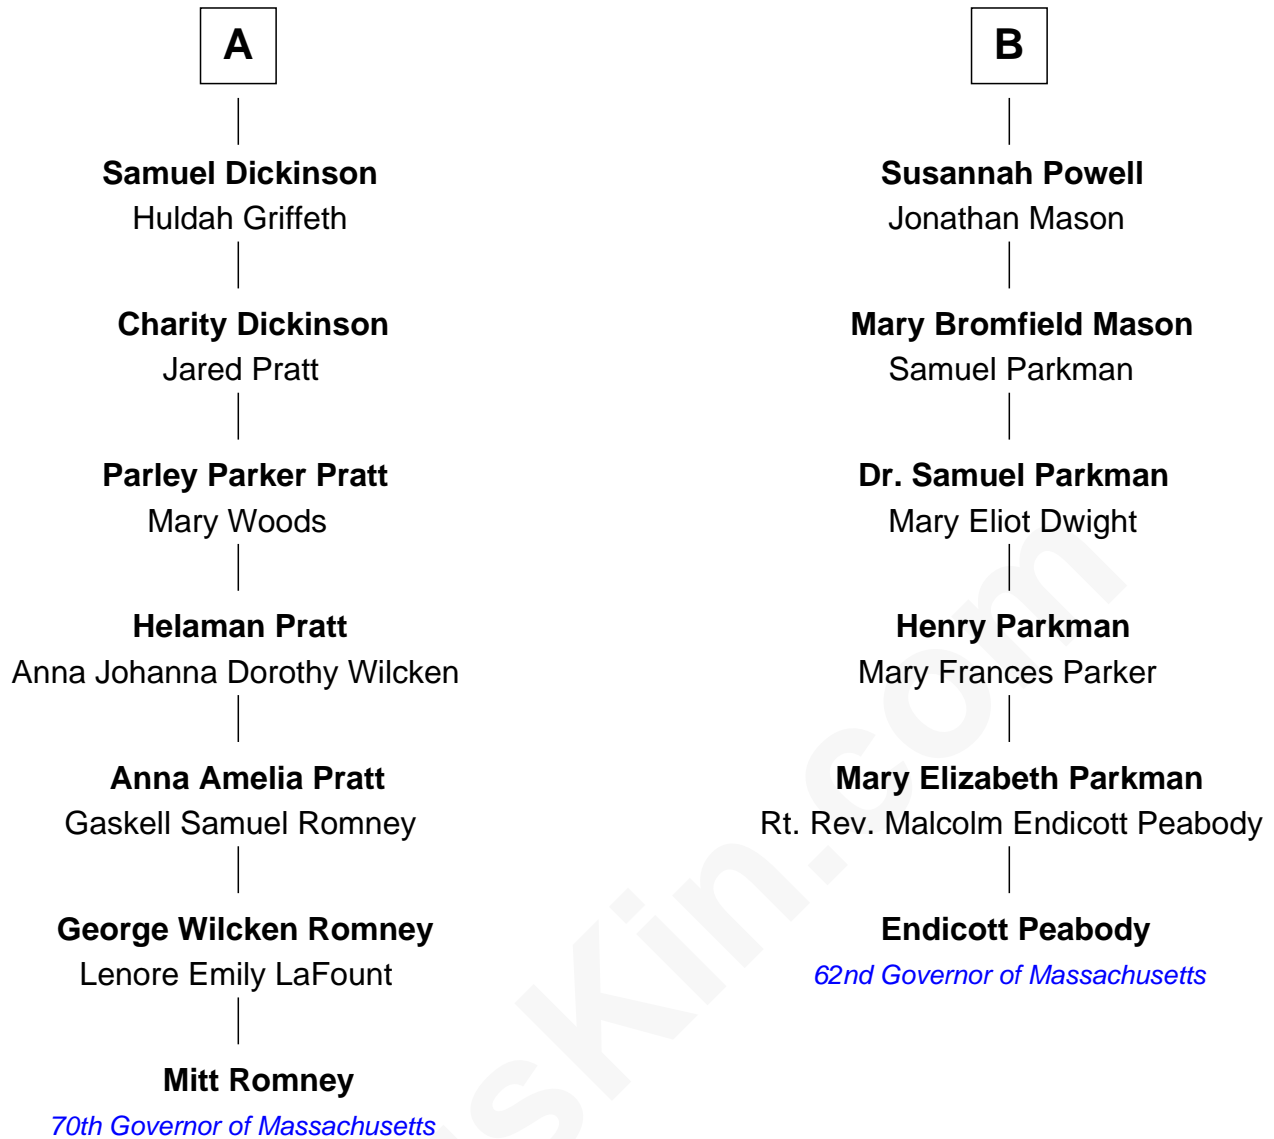 A
Samuel Dickinson
Huldah Griffeth
Charity Dickinson
Jared Pratt
Parley Parker Pratt
Mary Woods
Helaman Pratt
Anna Johanna Dorothy Wilcken
Anna Amelia Pratt
Gaskell Samuel Romney
George Wilcken Romney
Lenore Emily LaFount
Mitt Romney
70th Governor of Massachusetts
B
Susannah Powell
Jonathan Mason
Mary Bromfield Mason
Samuel Parkman
Dr. Samuel Parkman
Mary Eliot Dwight
Henry Parkman
Mary Frances Parker
Mary Elizabeth Parkman
Rt. Rev. Malcolm Endicott Peabody
Endicott Peabody
62nd Governor of Massachusetts
sKin.com